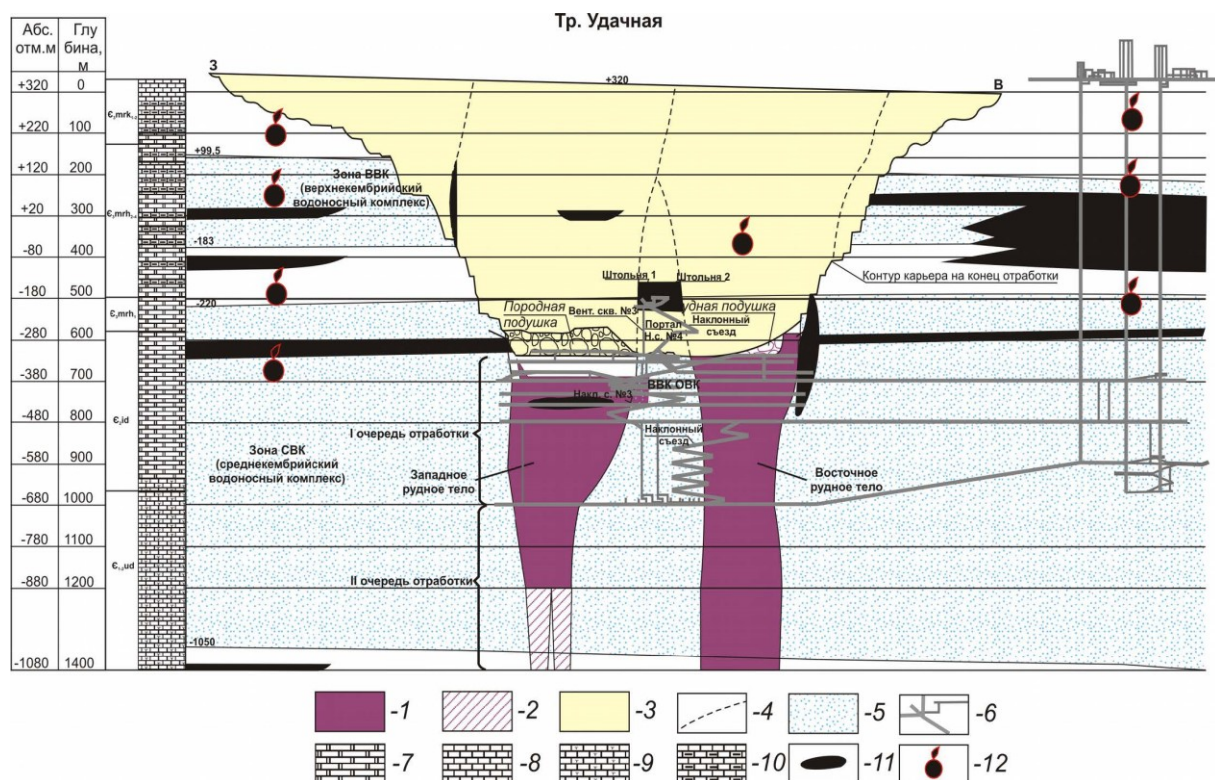 Тр. Удачная
Абс.
отм.м
Глу
бина,
м
+320 0
+220 100
+120 200
+20 300
-80 400
-180 500
-280 600
-380 700
-480 800
-580 900
-680 1000
-780 1100
-880 1200
-1080 1400
Є₂id
З
+320
В
+99,5
Зона ВВК
(верхнекембрийский
водоносный комплекс)
-183
Штольня 1
Штольня 2
Контур карьера на конец отработки
-220
Породная
подушка
Вент. скв. №3
удная подушка
Наклонный
съезд
Портал
Н.с. №4
ВВК ОВК
Накл. с. №3
I очередь отработки
Наклонный
съезд
Зона СВК
(среднекембрийский
водоносный комплекс)
Западное
рудное тело
Восточное
рудное тело
II очередь отработки
-1050
-1 -2 -3 -4 -5 -6
-7 -8 -9 -10 -11 -12